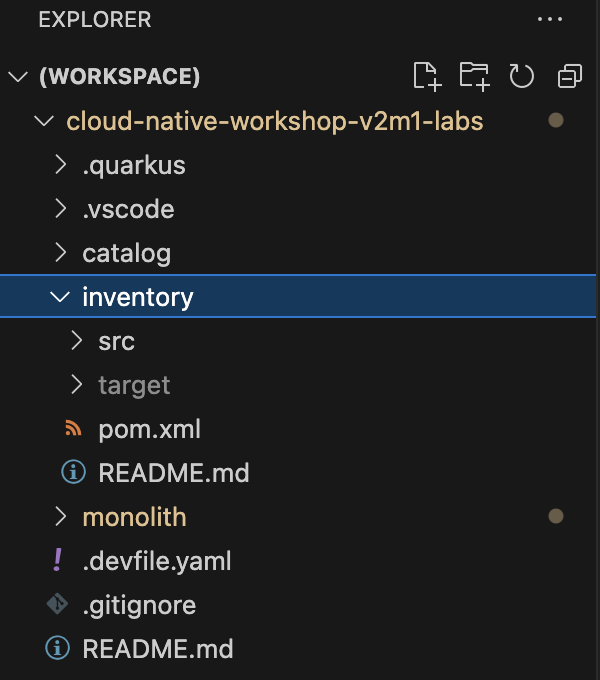 EXPLORER
(WORKSPACE)
cloud-native-workshop-v2m1-labs
.quarkus
.vscode
catalog
inventory
src
target
pom.xml
README.md
monolith
.devfile.yaml
.gitignore
README.md